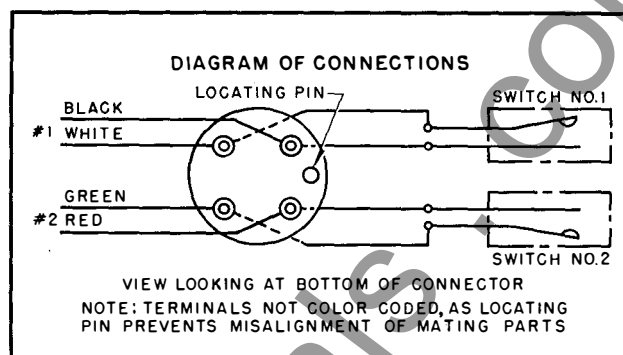 DIAGRAM OF CONNECTIONS
LOCATING PIN
SWITCH NO.1
BLACK
#1 WHITE
GREEN
#2 RED
SWITCH NO.2
VIEW LOOKING AT BOTTOM OF CONNECTOR
NOTE: TERMINALS NOT COLOR CODED, AS LOCATING
PIN PREVENTS MISALIGNMENT OF MATING PARTS